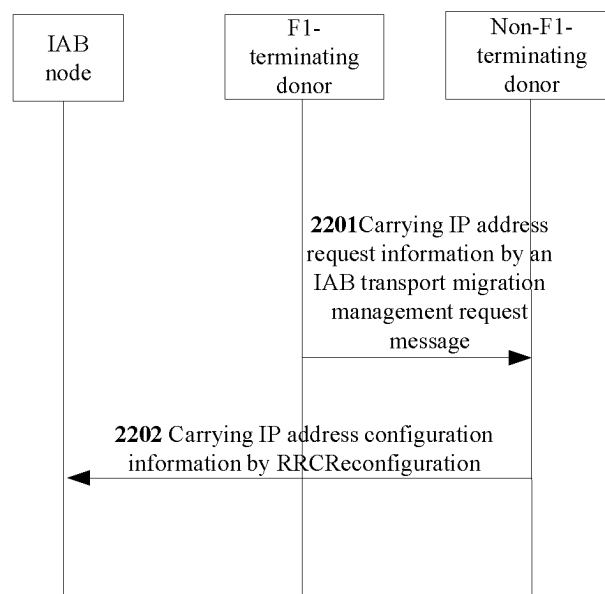 IAB
node
F1-
terminating
donor
Non-F1-
terminating
donor
2201Carrying IP address
request information by an
IAB transport migration
management request
message
2202 Carrying IP address configuration
information by RRCReconfiguration